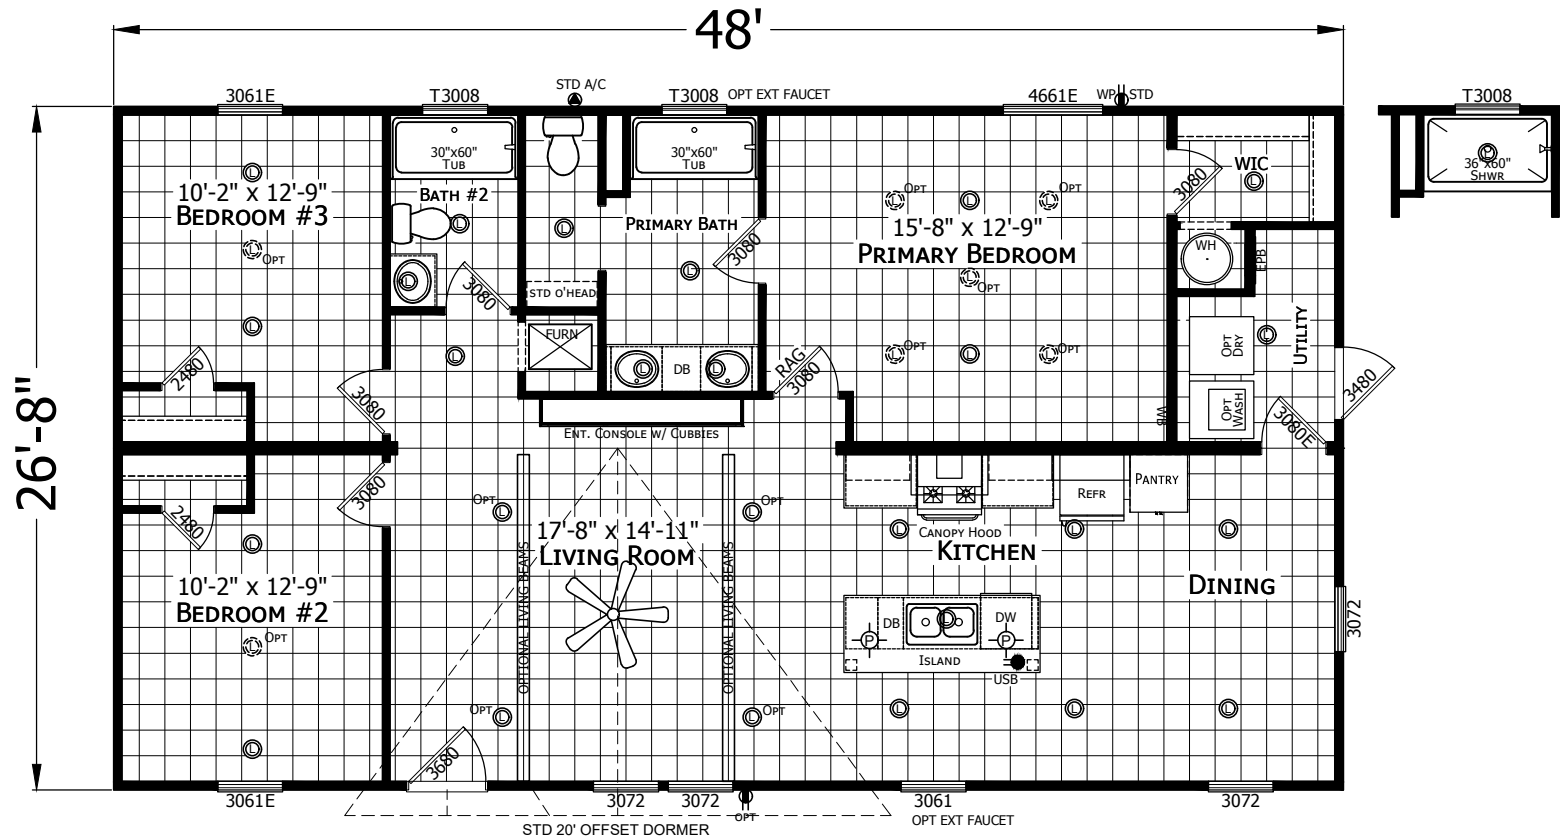 48'
26'-8"
3061E
T3008
STD A/C
T3008
OPT EXT FAUCET
4661E
WP STD
T3008
30"x60"
TUB
30"x60"
TUB
36"x60"
SHWR
L
10'-2" x 12'-9"
BEDROOM #3
L
L OPT
L
BATH #2
L
L
3080
L
STD O'HEAD
FURN
L
PRIMARY BATH
3080
L
L
DB
L
15'-8" x 12'-9"
PRIMARY BEDROOM
L OPT
L
L OPT
L OPT
L OPT
L
L OPT
3080
WIC
L
WH
EPB
UTILITY
L
OPT
DRY
OPT
WASH
WB
3080E
3480
RAG
3080
2480
3080
3080
2480
ENT. CONSOLE W/ CUBBIES
OPT L
L OPT
17'-8" x 14'-11"
LIVING ROOM
OPTIONAL LIVING BEAMS
OPTIONAL LIVING BEAMS
OPT L
L OPT
L
10'-2" x 12'-9"
BEDROOM #2
L OPT
L
CANOPY HOOD
REFR
PANTRY
L
L
L
KITCHEN
DINING
DB
L
DW
P
P
ISLAND
USB
L
L
L
3072
3680
3061E
3072
3072
OPT
3061
OPT EXT FAUCET
3072
STD 20' OFFSET DORMER